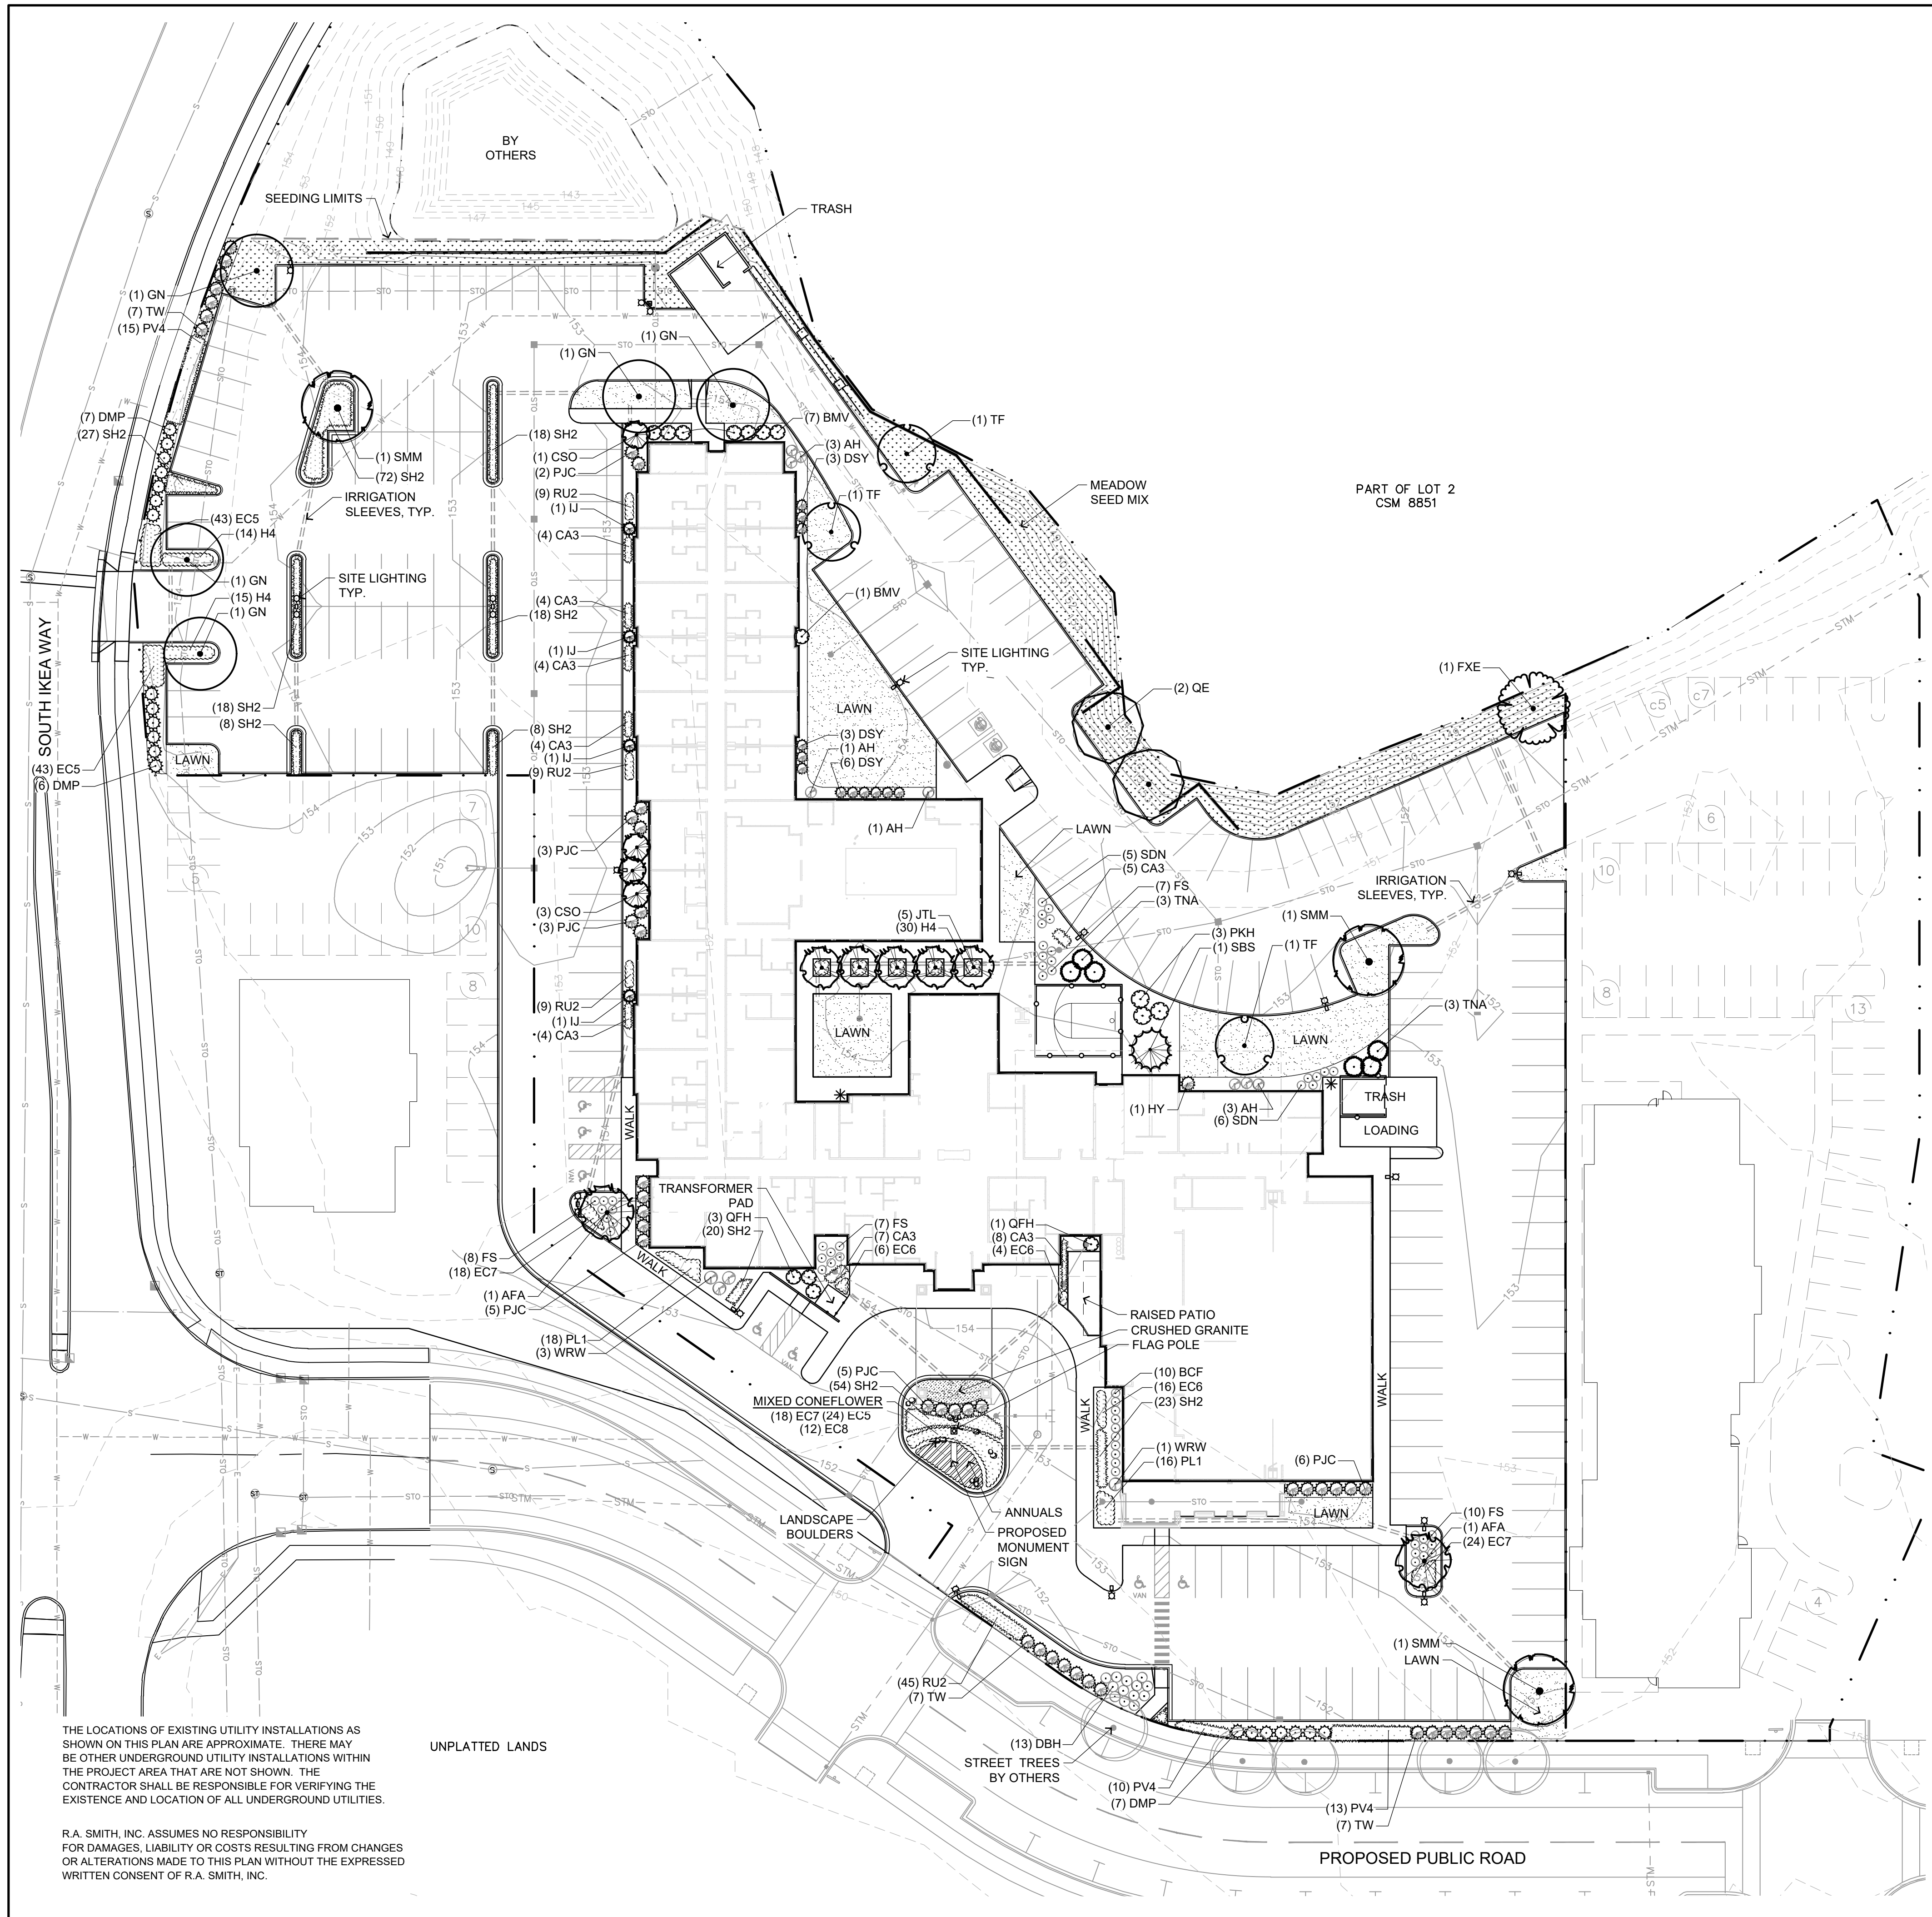 BY
OTHERS
SEEDING LIMITS
TRASH
(1) GN
(7) TW
(15) PV4
(1) GN
(1) GN
(7) DMP
(27) SH2
(1) SMM
(72) SH2
IRRIGATION
SLEEVES, TYP.
(18) SH2
(1) CSO
(2) PJC
(7) BMV
(3) AH
(3) DSY
(1) TF
(1) TF
MEADOW
SEED MIX
PART OF LOT 2
CSM 8851
(9) RU2
(1) IJ
(4) CA3
(43) EC5
(14) H4
(1) GN
(15) H4
(1) GN
SITE LIGHTING
TYP.
(4) CA3
(18) SH2
(1) IJ
(4) CA3
(1) BMV
SITE LIGHTING
TYP.
SOUTH IKEA WAY
(2) QE
(1) FXE
(18) SH2
(8) SH2
LAWN
(43) EC5
(6) DMP
(8) SH2
(4) CA3
(1) IJ
(9) RU2
LAWN
(3) DSY
(1) AH
(6) DSY
(1) AH
LAWN
(3) PJC
(3) CSO
(3) PJC
(5) SDN
(5) CA3
(7) FS
(3) TNA
IRRIGATION
SLEEVES, TYP.
(5) JTL
(30) H4
(3) PKH
(1) SBS
(1) SMM
(1) TF
(9) RU2
(1) IJ
(4) CA3
LAWN
LAWN
(3) TNA
WALK
(1) HY
(3) AH
(6) SDN
TRASH
LOADING
TRANSFORMER
PAD
(3) QFH
(20) SH2
(7) FS
(7) CA3
(6) EC6
(1) QFH
(8) CA3
(4) EC6
(8) FS
(18) EC7
(1) AFA
(5) PJC
WALK
(18) PL1
(3) WRW
VAN
VAN
RAISED PATIO
CRUSHED GRANITE
FLAG POLE
(5) PJC
(54) SH2
MIXED CONEFLOWER
(18) EC7 (24) EC5
(12) EC8
(10) BCF
(16) EC6
(23) SH2
WALK
WALK
(1) WRW
(16) PL1
(6) PJC
LAWN
LANDSCAPE
BOULDERS
ANNUALS
PROPOSED
MONUMENT
SIGN
VAN
(10) FS
(1) AFA
(24) EC7
(1) SMM
LAWN
(45) RU2
(7) TW
(13) DBH
STREET TREES
BY OTHERS
(10) PV4
(7) DMP
(13) PV4
(7) TW
PROPOSED PUBLIC ROAD
UNPLATTED LANDS
THE LOCATIONS OF EXISTING UTILITY INSTALLATIONS AS
SHOWN ON THIS PLAN ARE APPROXIMATE. THERE MAY
BE OTHER UNDERGROUND UTILITY INSTALLATIONS WITHIN
THE PROJECT AREA THAT ARE NOT SHOWN. THE
CONTRACTOR SHALL BE RESPONSIBLE FOR VERIFYING THE
EXISTENCE AND LOCATION OF ALL UNDERGROUND UTILITIES.
R.A. SMITH, INC. ASSUMES NO RESPONSIBILITY
FOR DAMAGES, LIABILITY OR COSTS RESULTING FROM CHANGES
OR ALTERATIONS MADE TO THIS PLAN WITHOUT THE EXPRESSED
WRITTEN CONSENT OF R.A. SMITH, INC.